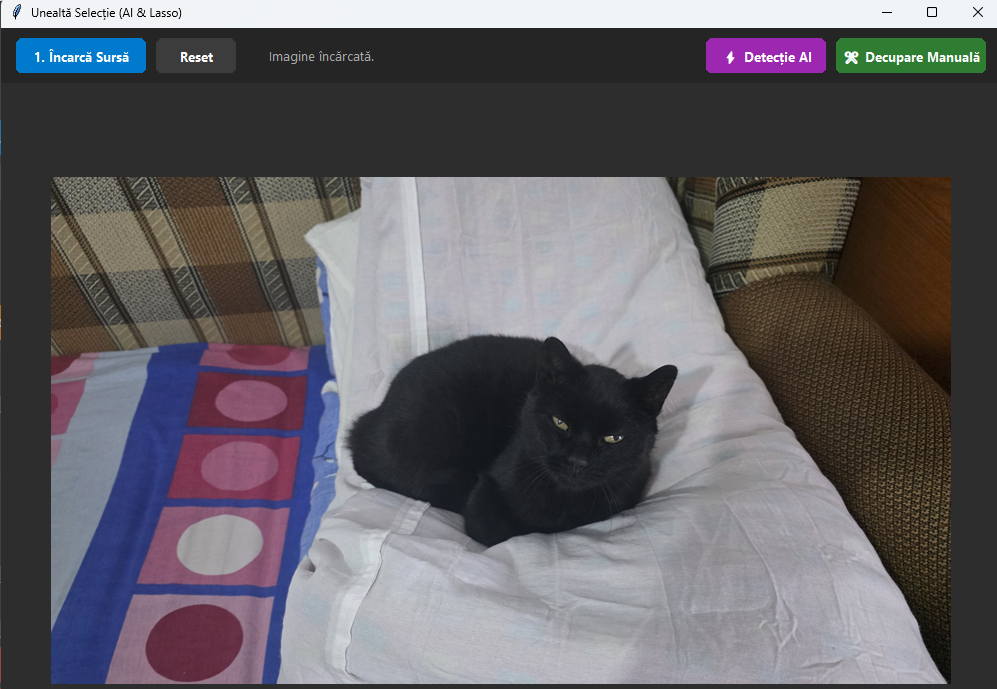 Unealtă Selecție (AI & Lasso)
1. Încarcă Sursă
Reset
Imagine încărcată.
Detecție AI
Decupare Manuală